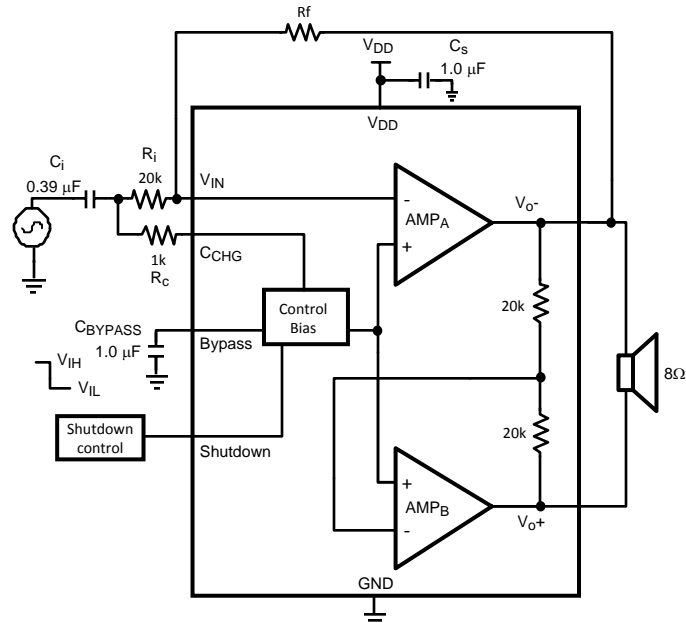 Rf
VDD
Cs
1.0 µF
VDD
Ci
0.39 µF
Ri
20k
VIN
1k
Rc
CCHG
-
+
AMPA
Vo-
Control
Bias
20k
CBYPASS
1.0 µF
Bypass
VIH
VIL
8Ω
Shutdown
control
Shutdown
20k
+
-
AMPB
Vo+
GND